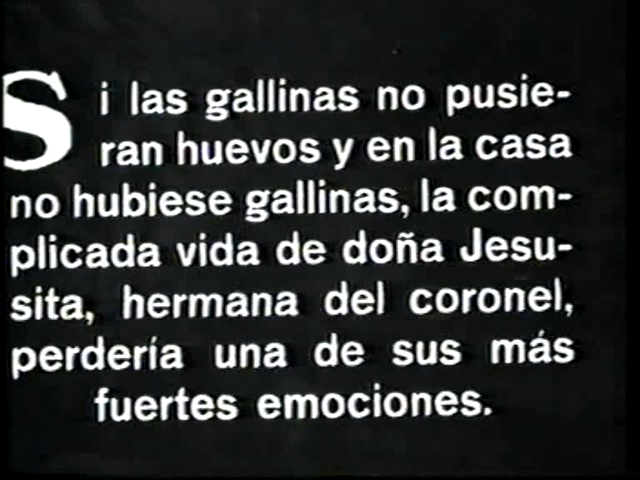 Si las gallinas no pusie-
ran huevos y en la casa
no hubiese gallinas, la com-
plicada vida de doña Jesu-
sita, hermana del coronel,
perdería una de sus más
fuertes emociones.